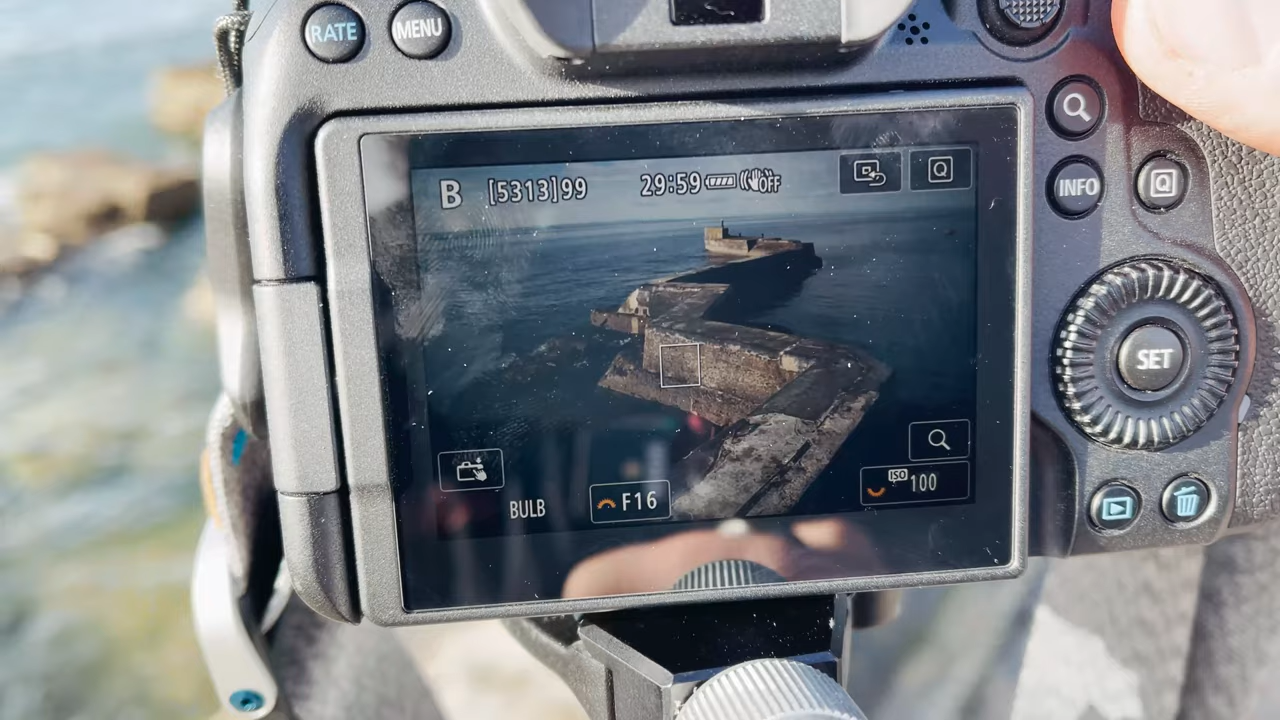 RATE MENU
B [5313]99 29:59 OFF Q
INFO Q
SET
BULB F16 ISO 100